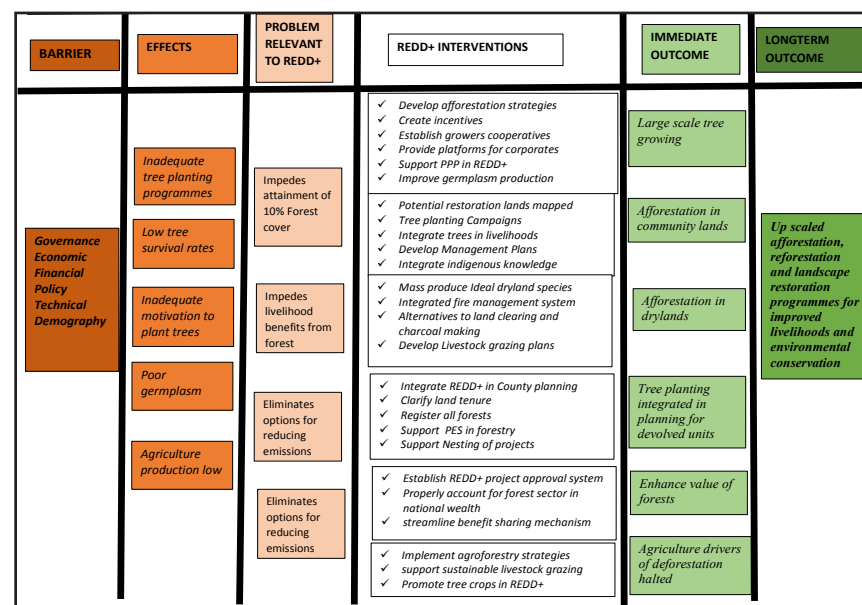 BARRIER
EFFECTS
PROBLEM
RELEVANT
TO REDD+
REDD+ INTERVENTIONS
IMMEDIATE
OUTCOME
LONGTERM
OUTCOME
Governance
Economic
Financial
Policy
Technical
Demography
Inadequate
tree planting
programmes
Low tree
survival rates
Inadequate
motivation to
plant trees
Poor
germplasm
Agriculture
production low
Impedes
attainment of
10% Forest
cover
Impedes
livelihood
benefits from
forest
Eliminates
options for
reducing
emissions
Eliminates
options for
reducing
emissions
✓ Develop afforestation strategies
✓ Create incentives
✓ Establish growers cooperatives
✓ Provide platforms for corporates
✓ Support PPP in REDD+
✓ Improve germplasm production
✓ Potential restoration lands mapped
✓ Tree planting Campaigns
✓ Integrate trees in livelihoods
✓ Develop Management Plans
✓ Integrate indigenous knowledge
✓ Mass produce Ideal dryland species
✓ Integrated fire management system
✓ Alternatives to land clearing and
charcoal making
✓ Develop Livestock grazing plans
✓ Integrate REDD+ in County planning
✓ Clarify land tenure
✓ Register all forests
✓ Support PES in forestry
✓ Support Nesting of projects
✓ Establish REDD+ project approval system
✓ Properly account for forest sector in
national wealth
✓ streamline benefit sharing mechanism
✓ Implement agroforestry strategies
✓ support sustainable livestock grazing
✓ Promote tree crops in REDD+
Large scale tree
growing
Afforestation in
community lands
Afforestation in
drylands
Tree planting
integrated in
planning for
devolved units
Enhance value of
forests
Agriculture drivers
of deforestation
halted
Up scaled
afforestation,
reforestation
and landscape
restoration
programmes for
improved
livelihoods and
environmental
conservation